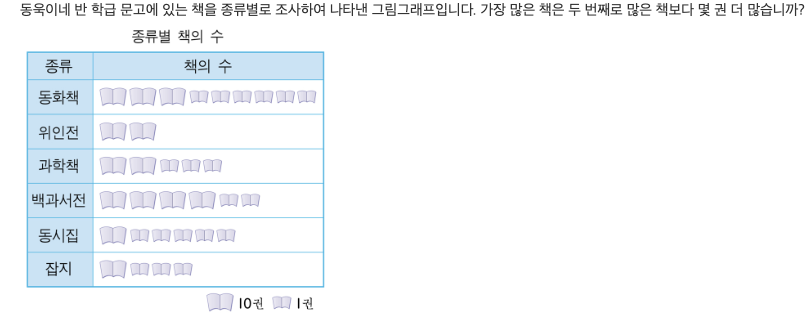 동욱이네 반 학급 문고에 있는 책을 종류별로 조사하여 나타낸 그림그래프입니다. 가장 많은 책은 두 번째로 많은 책보다 몇 권 더 많습니까?
종류별 책의 수
종류 책의 수
동화책
위인전
과학책
백과서전
동시집
잡지
10권 1권